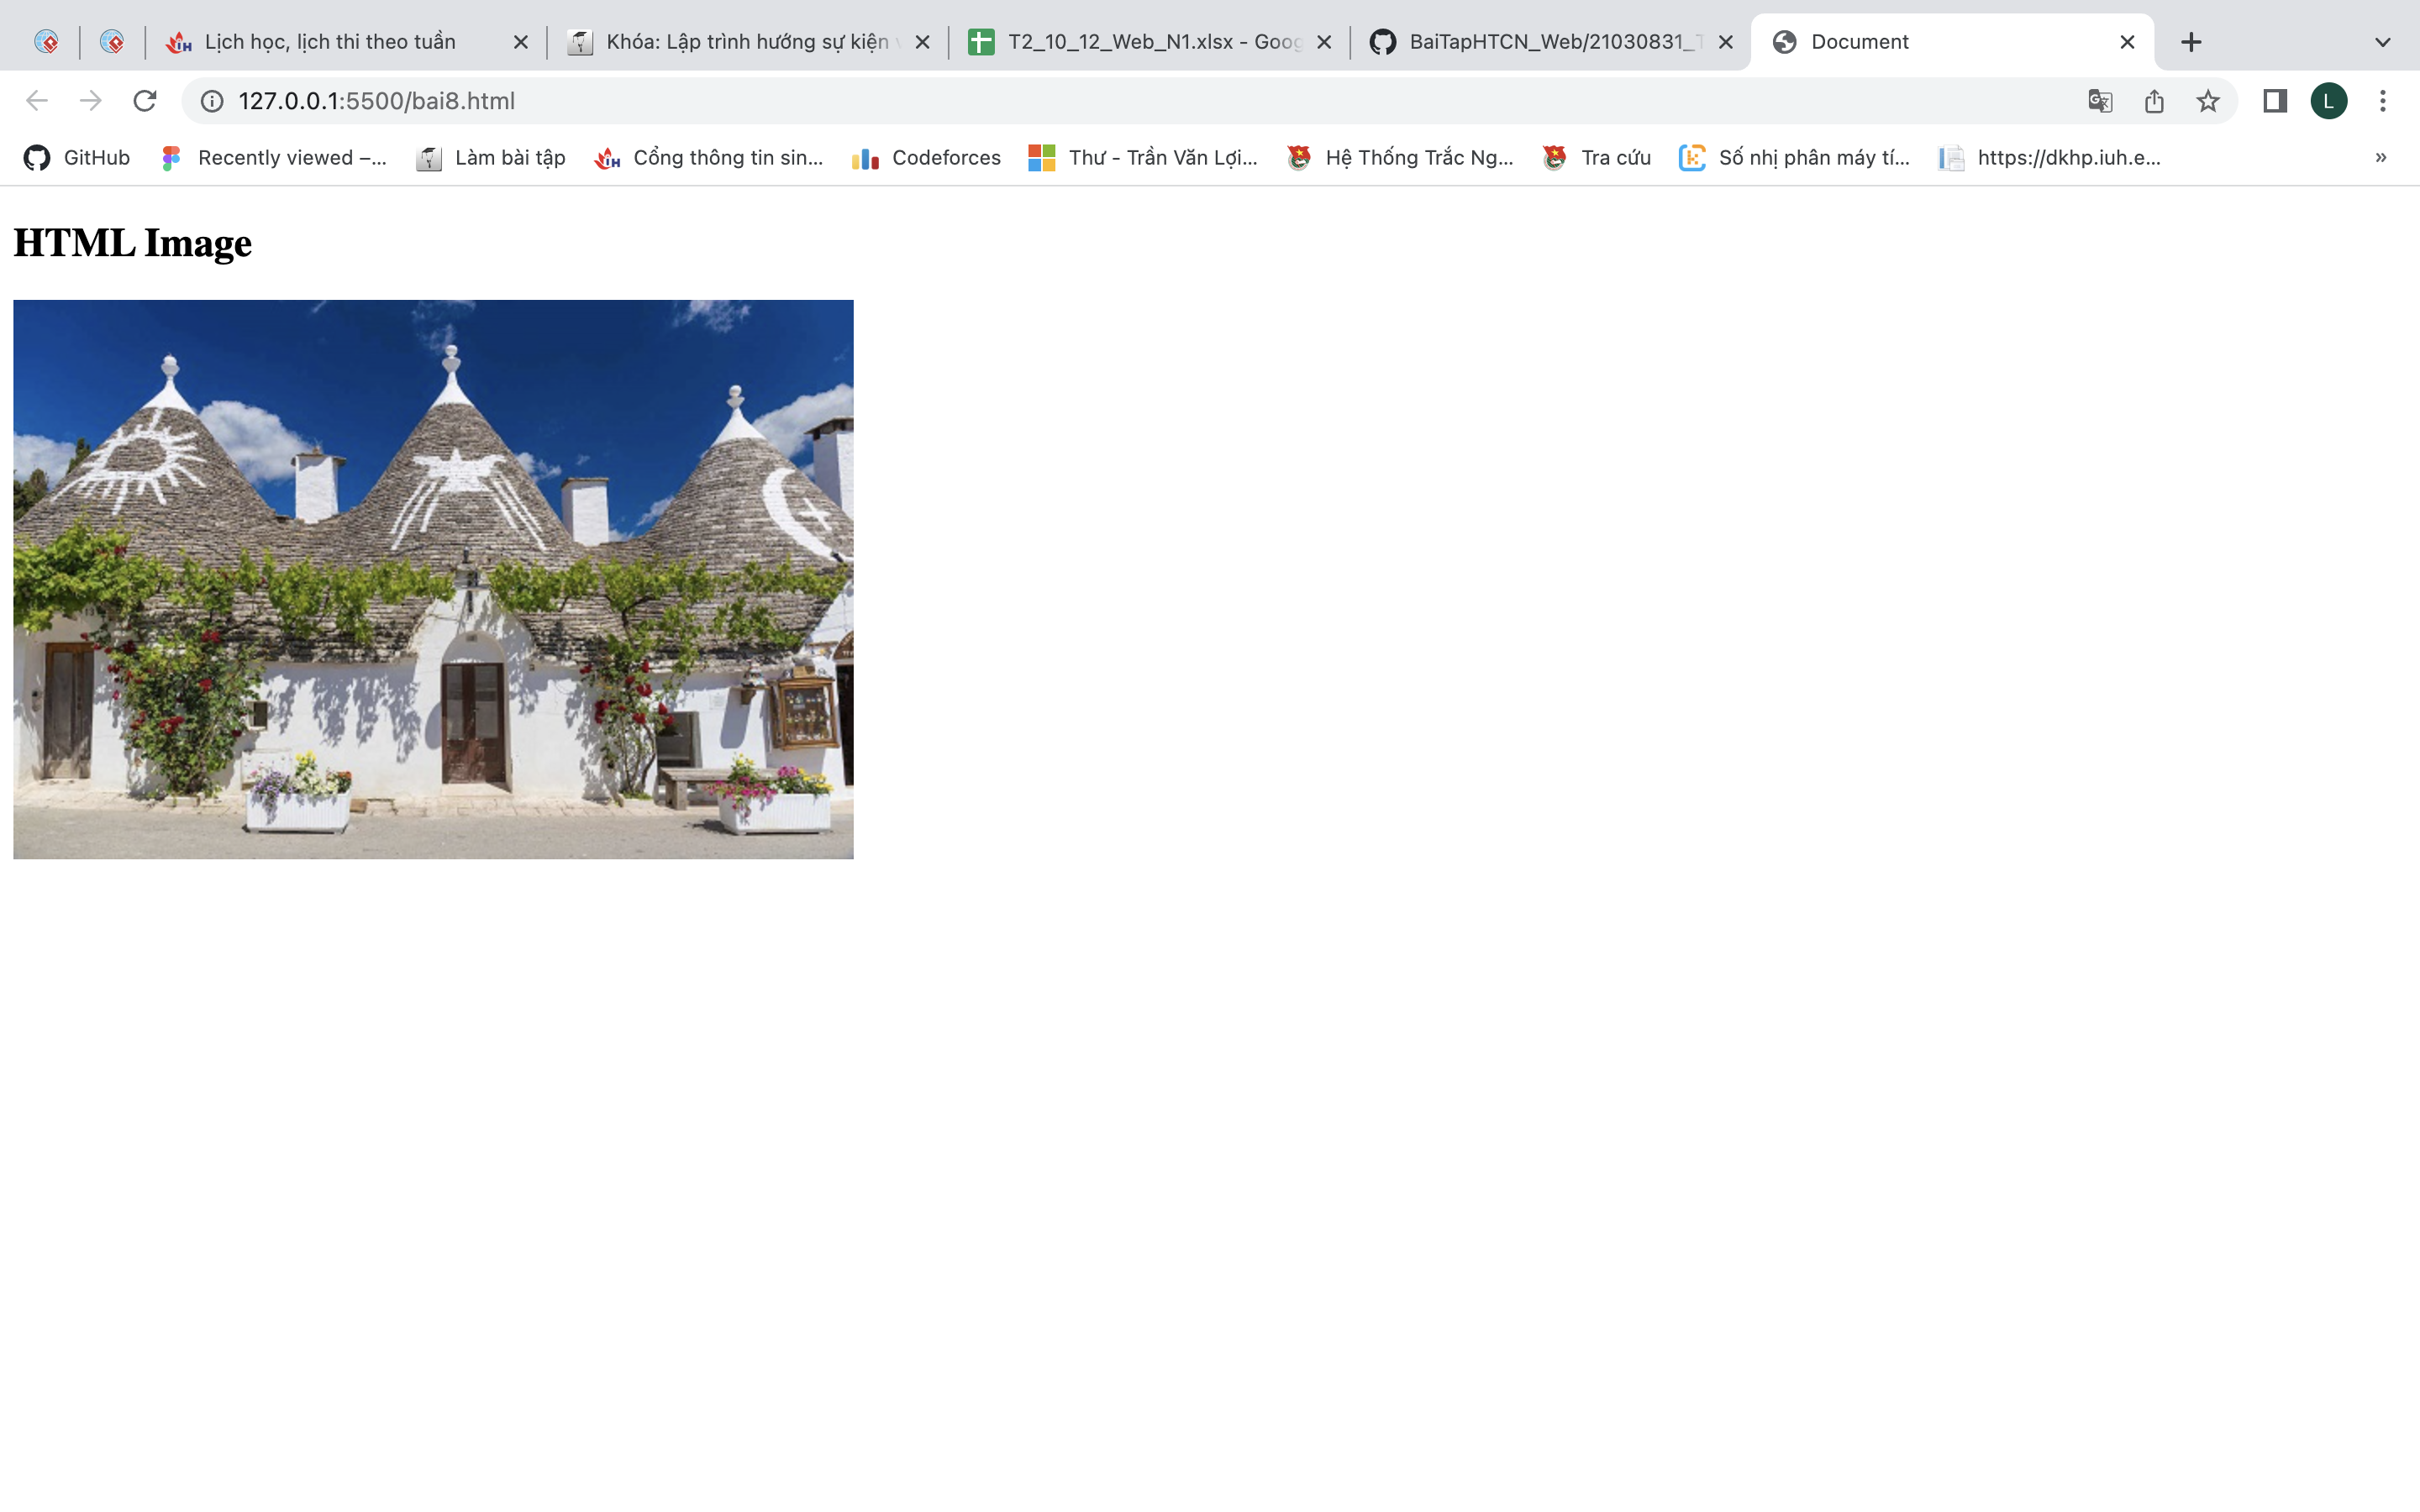 Lịch học, lịch thi theo tuần
Khóa: Lập trình hướng sự kiện v
T2_10_12_Web_N1.xlsx - Goog
BaiTapHTCN_Web/21030831_T
Document
127.0.0.1:5500/bai8.html
L
GitHub
Recently viewed –...
Làm bài tập
Cổng thông tin sin...
Codeforces
Thư - Trần Văn Lợi...
Hệ Thống Trắc Ng...
Tra cứu
Số nhị phân máy tí...
https://dkhp.iuh.e...
»
HTML Image